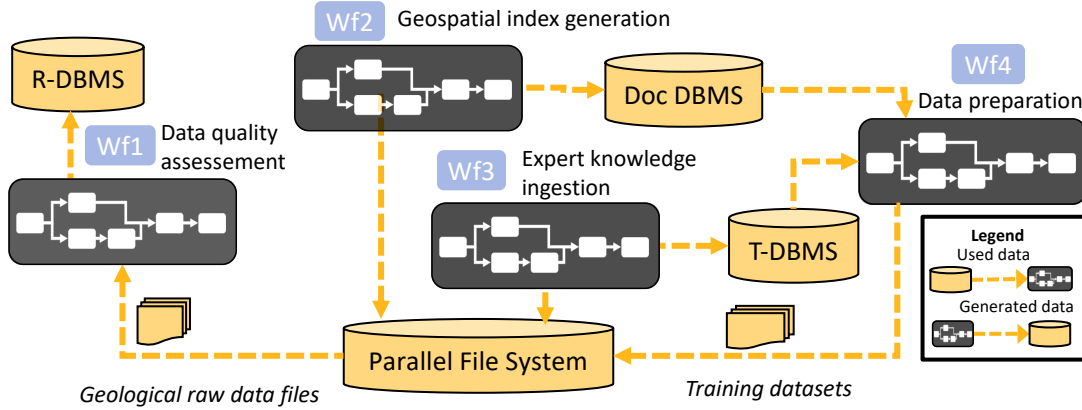 Wf2
Geospatial index generation
R-DBMS
Wf1
Data quality
assessement
Doc DBMS
Wf4
Data preparation
Wf3
Expert knowledge
ingestion
T-DBMS
Legend
Used data
Generated data
Parallel File System
Geological raw data files
Training datasets